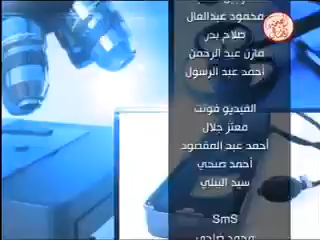 محمود عبدالعال
صلاح بدر
مازن عبد الرحمن
أحمد عبد الرسول
الفيديو فونت
معتز جلال
أحمد عبد المقصود
أحمد صبحي
سيد الببلي
SmS